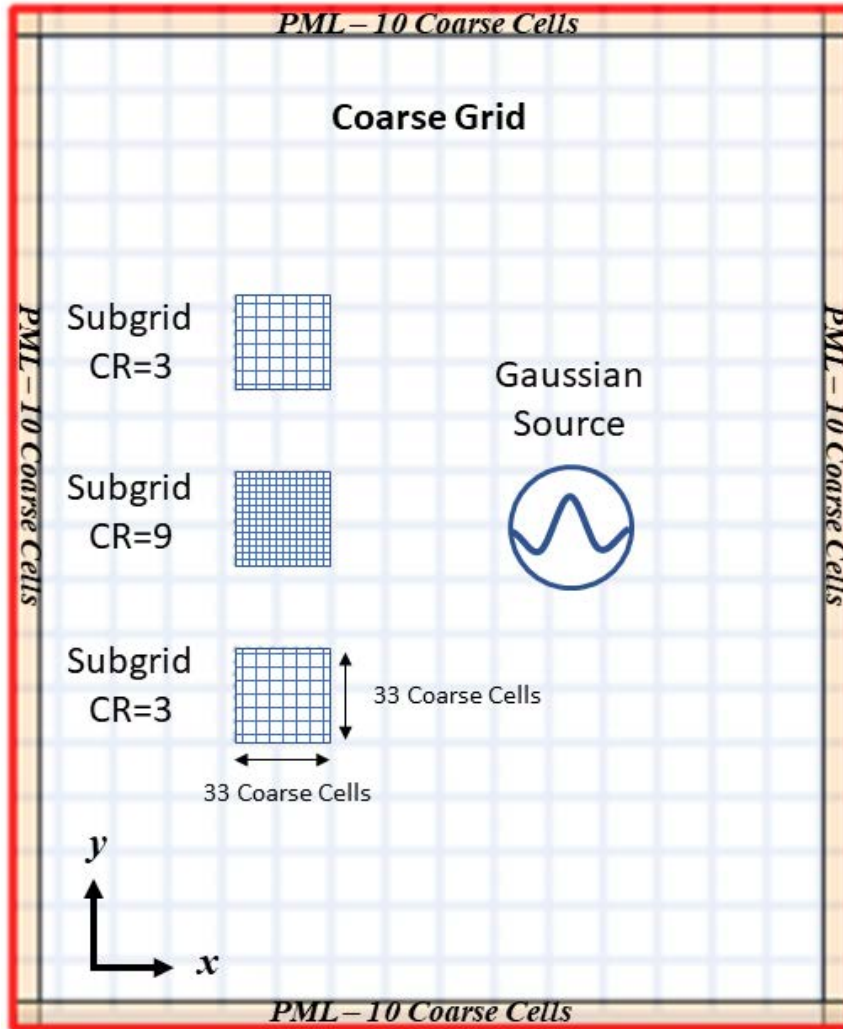 PML – 10 Coarse Cells
Coarse Grid
PML – 10 Coarse Cells
PML – 10 Coarse Cells
Subgrid
CR=3
Gaussian
Source
Subgrid
CR=9
Subgrid
CR=3
33 Coarse Cells
33 Coarse Cells
y
x
PML – 10 Coarse Cells